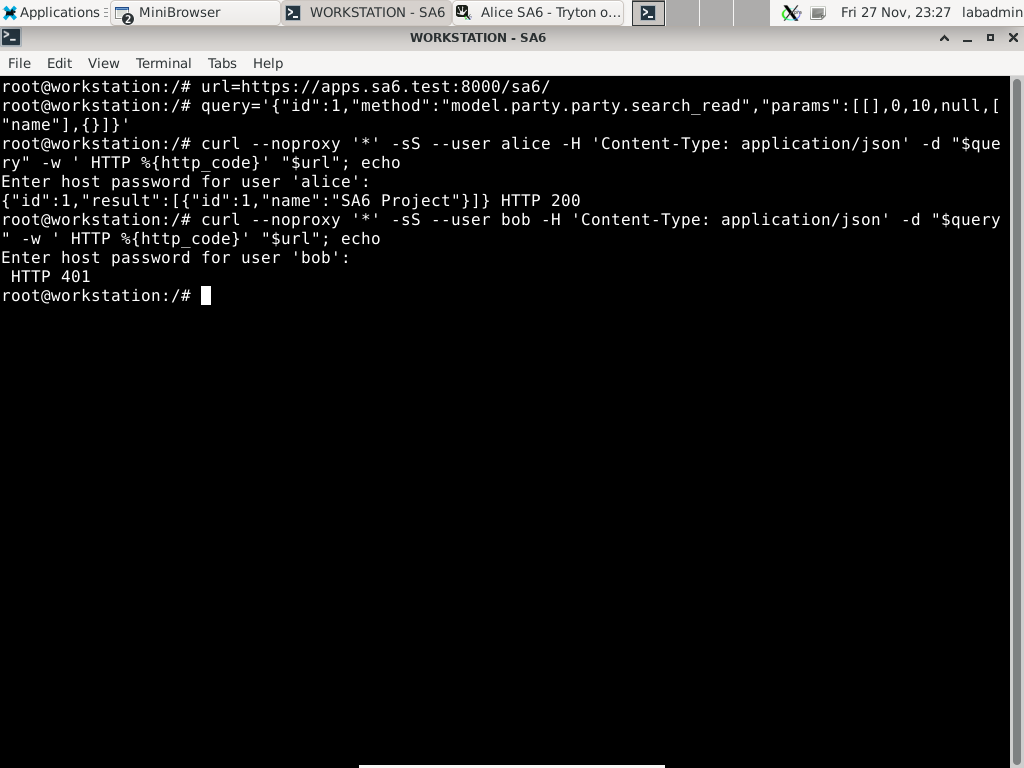 Applications
2
MiniBrowser
WORKSTATION - SA6
Alice SA6 - Tryton o...
Fri 27 Nov, 23:27
labadmin
WORKSTATION - SA6
File Edit View Terminal Tabs Help
root@workstation:/# url=https://apps.sa6.test:8000/sa6/
root@workstation:/# query='{"id":1,"method":"model.party.party.search_read","params":[[],0,10,null,[
"name"],{}]}'
root@workstation:/# curl --noproxy '*' -sS --user alice -H 'Content-Type: application/json' -d "$que
ry" -w ' HTTP %{http_code}' "$url"; echo
Enter host password for user 'alice':
{"id":1,"result":[{"id":1,"name":"SA6 Project"}]} HTTP 200
root@workstation:/# curl --noproxy '*' -sS --user bob -H 'Content-Type: application/json' -d "$query
" -w ' HTTP %{http_code}' "$url"; echo
Enter host password for user 'bob':
 HTTP 401
root@workstation:/#